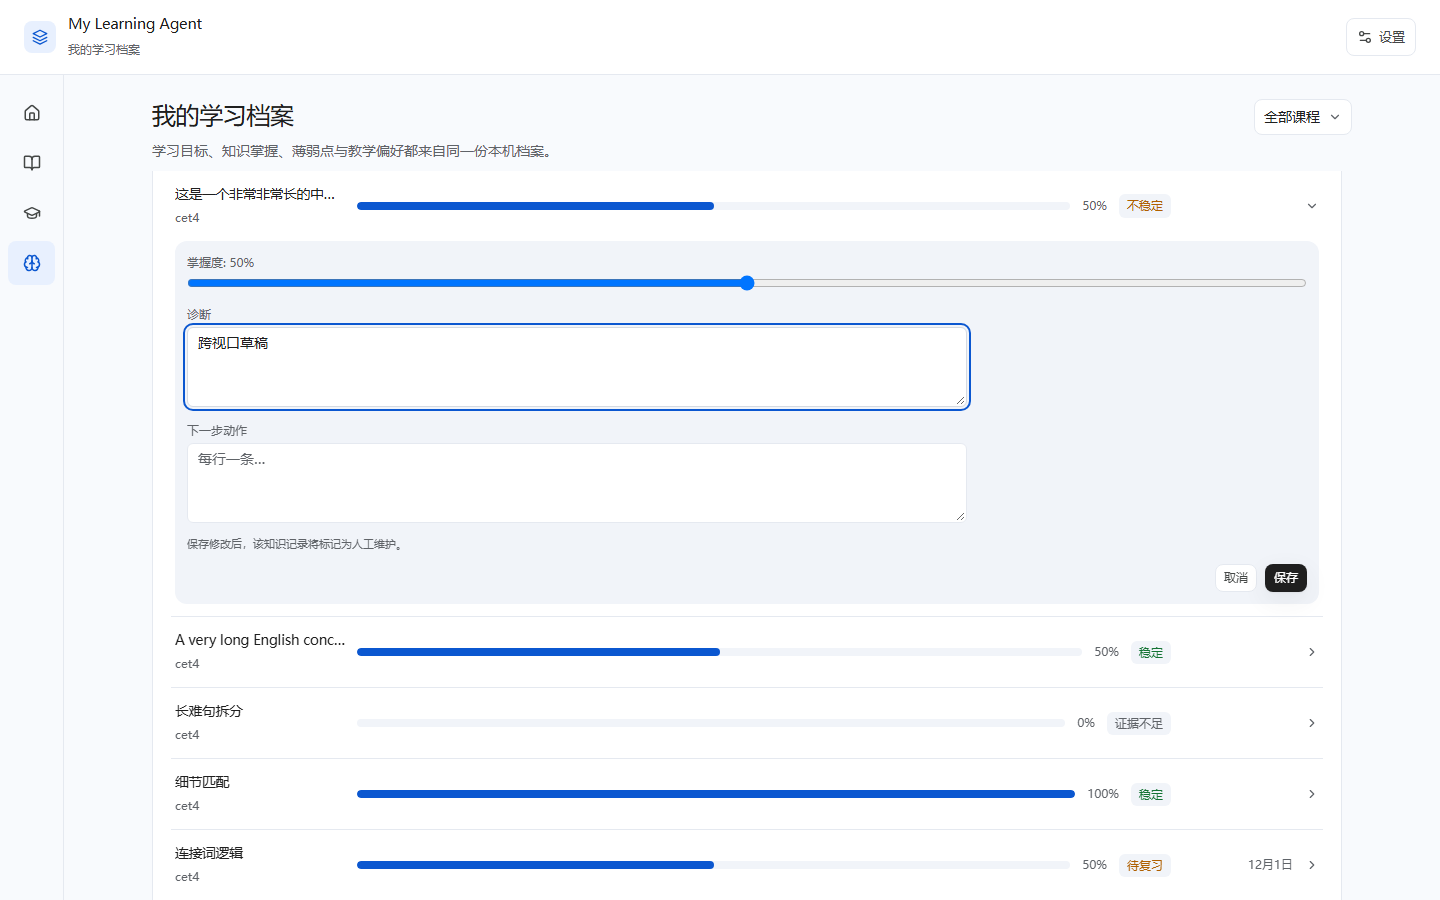 My Learning Agent
我的学习档案
设置
我的学习档案
全部课程
学习目标、知识掌握、薄弱点与教学偏好都来自同一份本机档案。
这是一个非常非常长的中...
cet4
50%
不稳定
掌握度: 50%
诊断
跨视口草稿
下一步动作
每行一条...
保存修改后，该知识记录将标记为人工维护。
取消
保存
A very long English conc...
cet4
50%
稳定
长难句拆分
cet4
0%
证据不足
细节匹配
cet4
100%
稳定
连接词逻辑
cet4
50%
待复习
12月1日